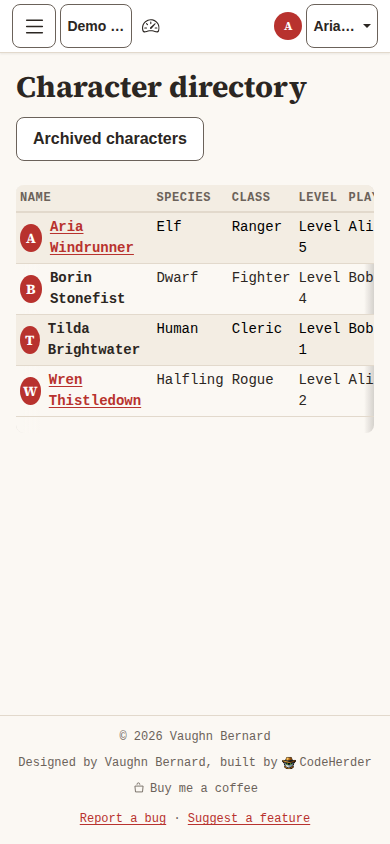 Demo ...
A
Aria...
Character directory
Archived characters
NAME SPECIES CLASS LEVEL
A Aria Windrunner Elf Ranger Level 5 Ali
B Borin Stonefist Dwarf Fighter Level 4 Bob
T Tilda Brightwater Human Cleric Level 1 Bob
W Wren Thistledown Halfling Rogue Level 2 Ali
© 2026 Vaughn Bernard
Designed by Vaughn Bernard, built by CodeHerder
Buy me a coffee
Report a bug · Suggest a feature